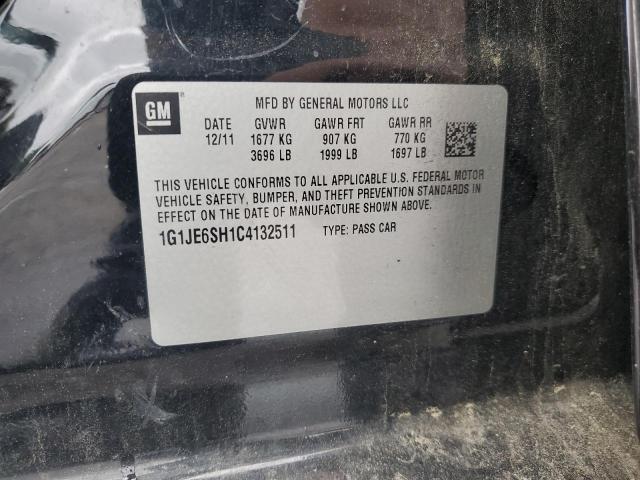 GM
MFD BY GENERAL MOTORS LLC
DATE GVWR GAWR FRT GAWR RR
12/11 1677 KG 907 KG 770 KG
3696 LB 1999 LB 1697 LB
THIS VEHICLE CONFORMS TO ALL APPLICABLE U.S. FEDERAL MOTOR
VEHICLE SAFETY, BUMPER, AND THEFT PREVENTION STANDARDS IN
EFFECT ON THE DATE OF MANUFACTURE SHOWN ABOVE.
1G1JE6SH1C4132511 TYPE: PASS CAR